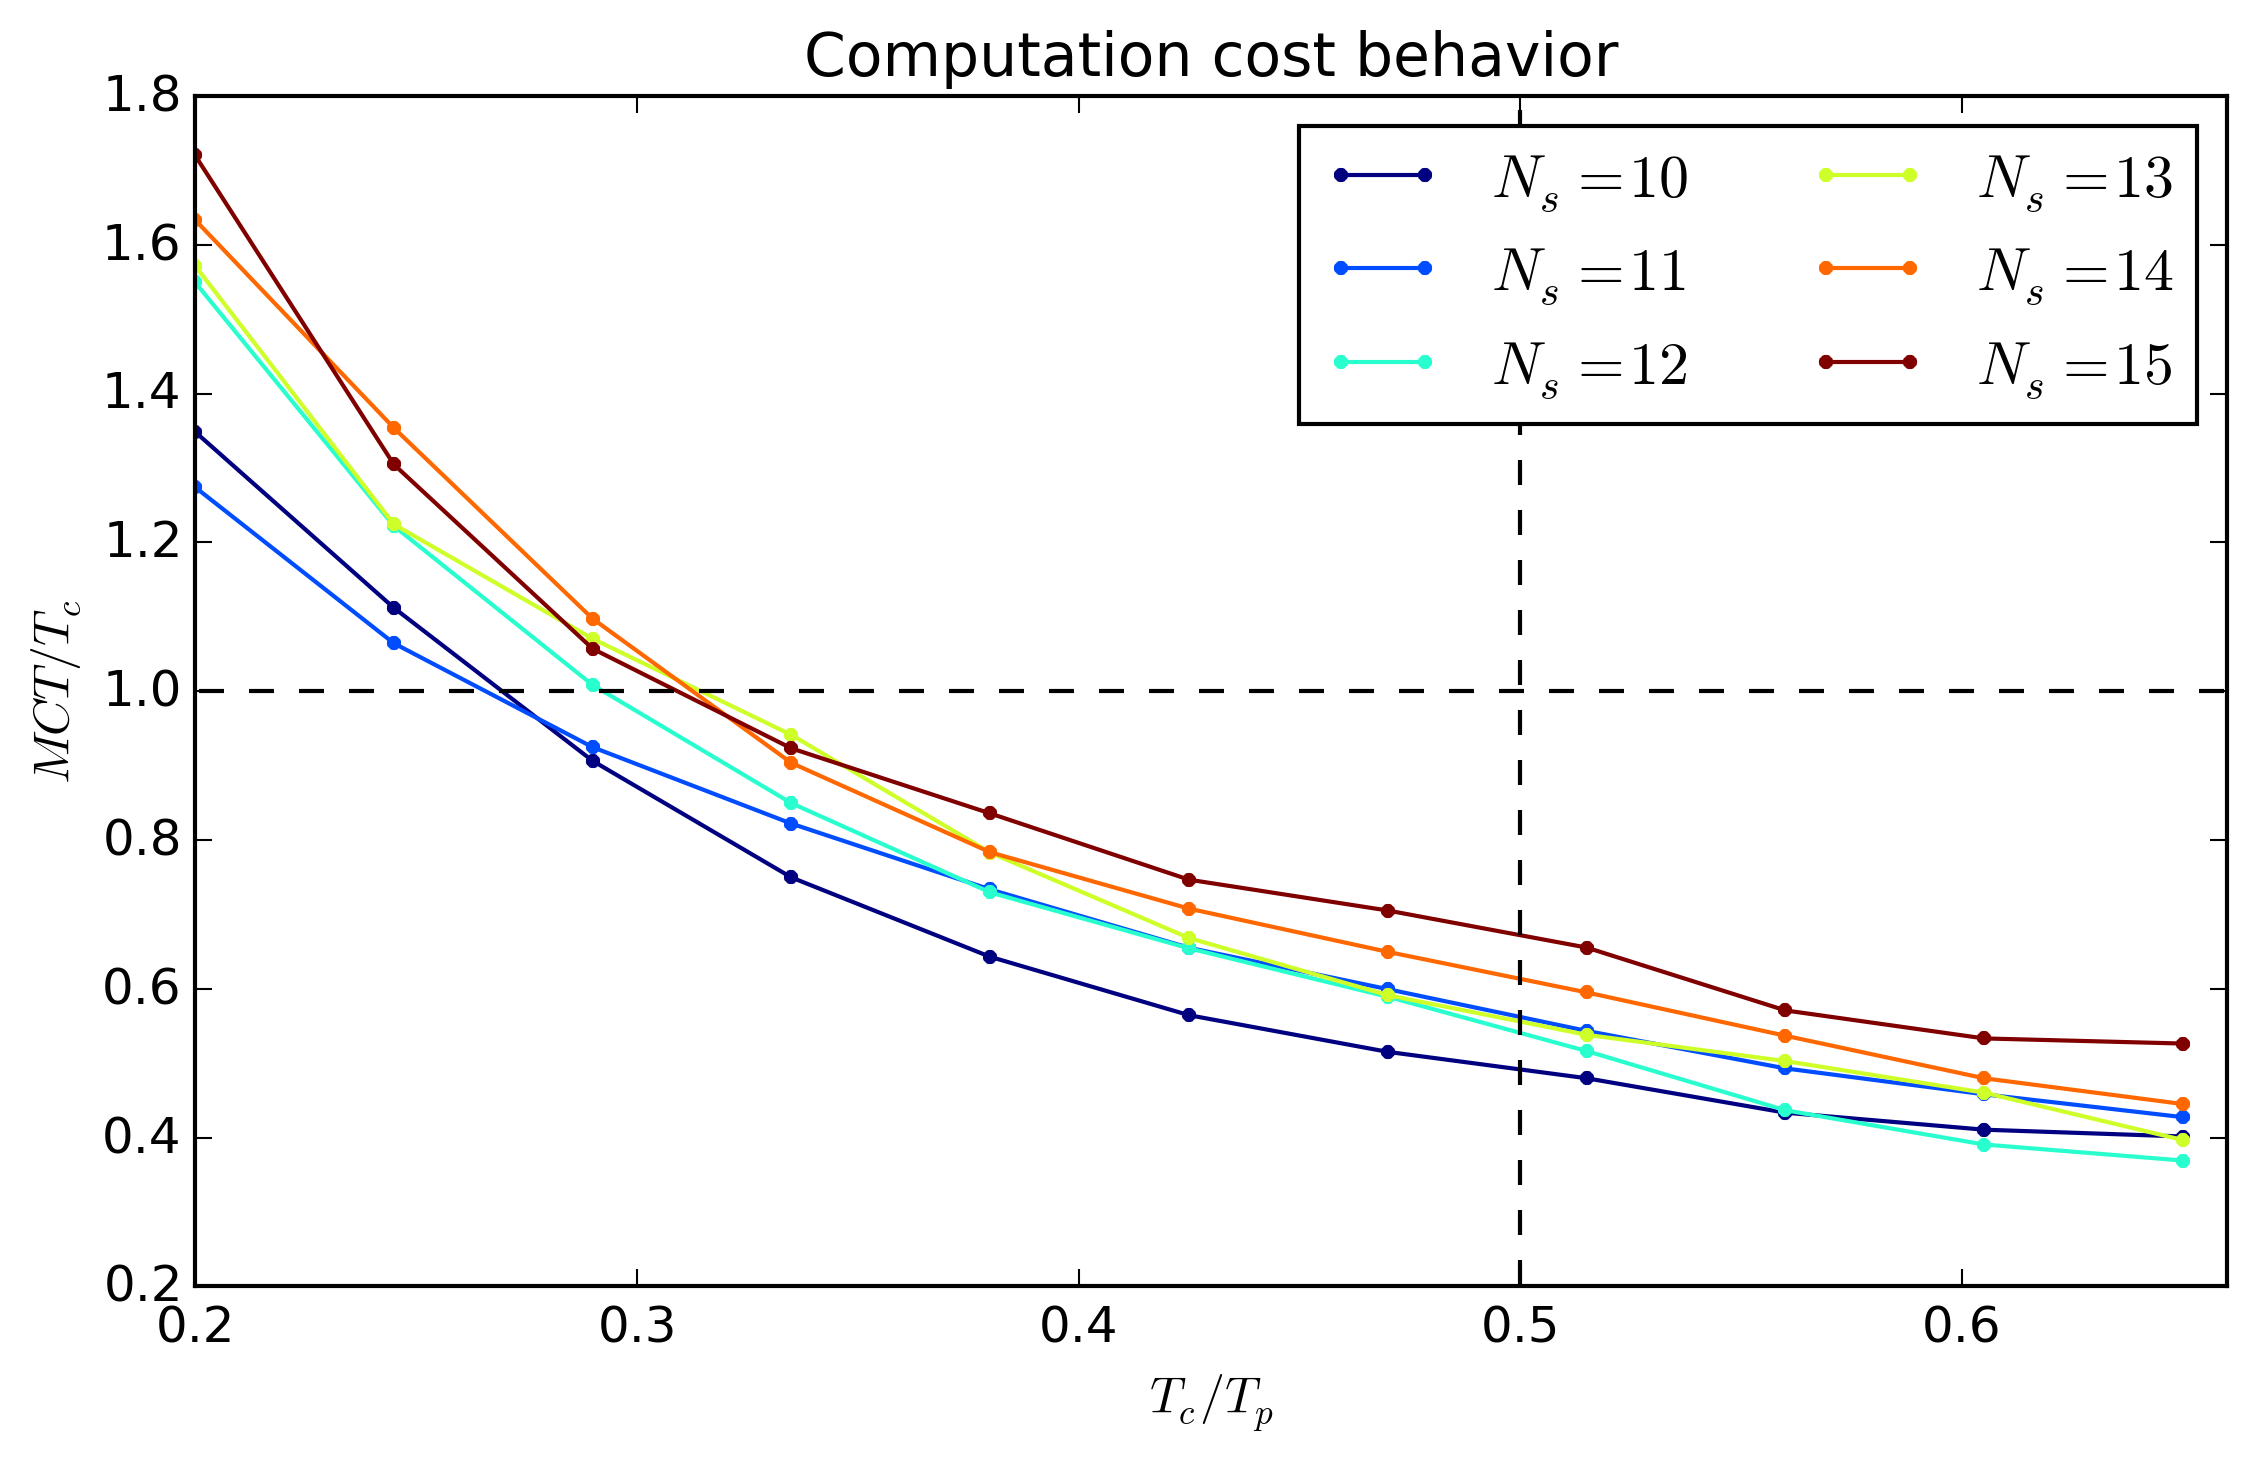 Computation cost behavior
1.8
1.6
1.4
1.2
1.0
0.8
0.6
0.4
0.2
MCT/T_c
N_s = 10
N_s = 11
N_s = 12
N_s = 13
N_s = 14
N_s = 15
0.2 0.3 0.4 0.5 0.6
T_c/T_p